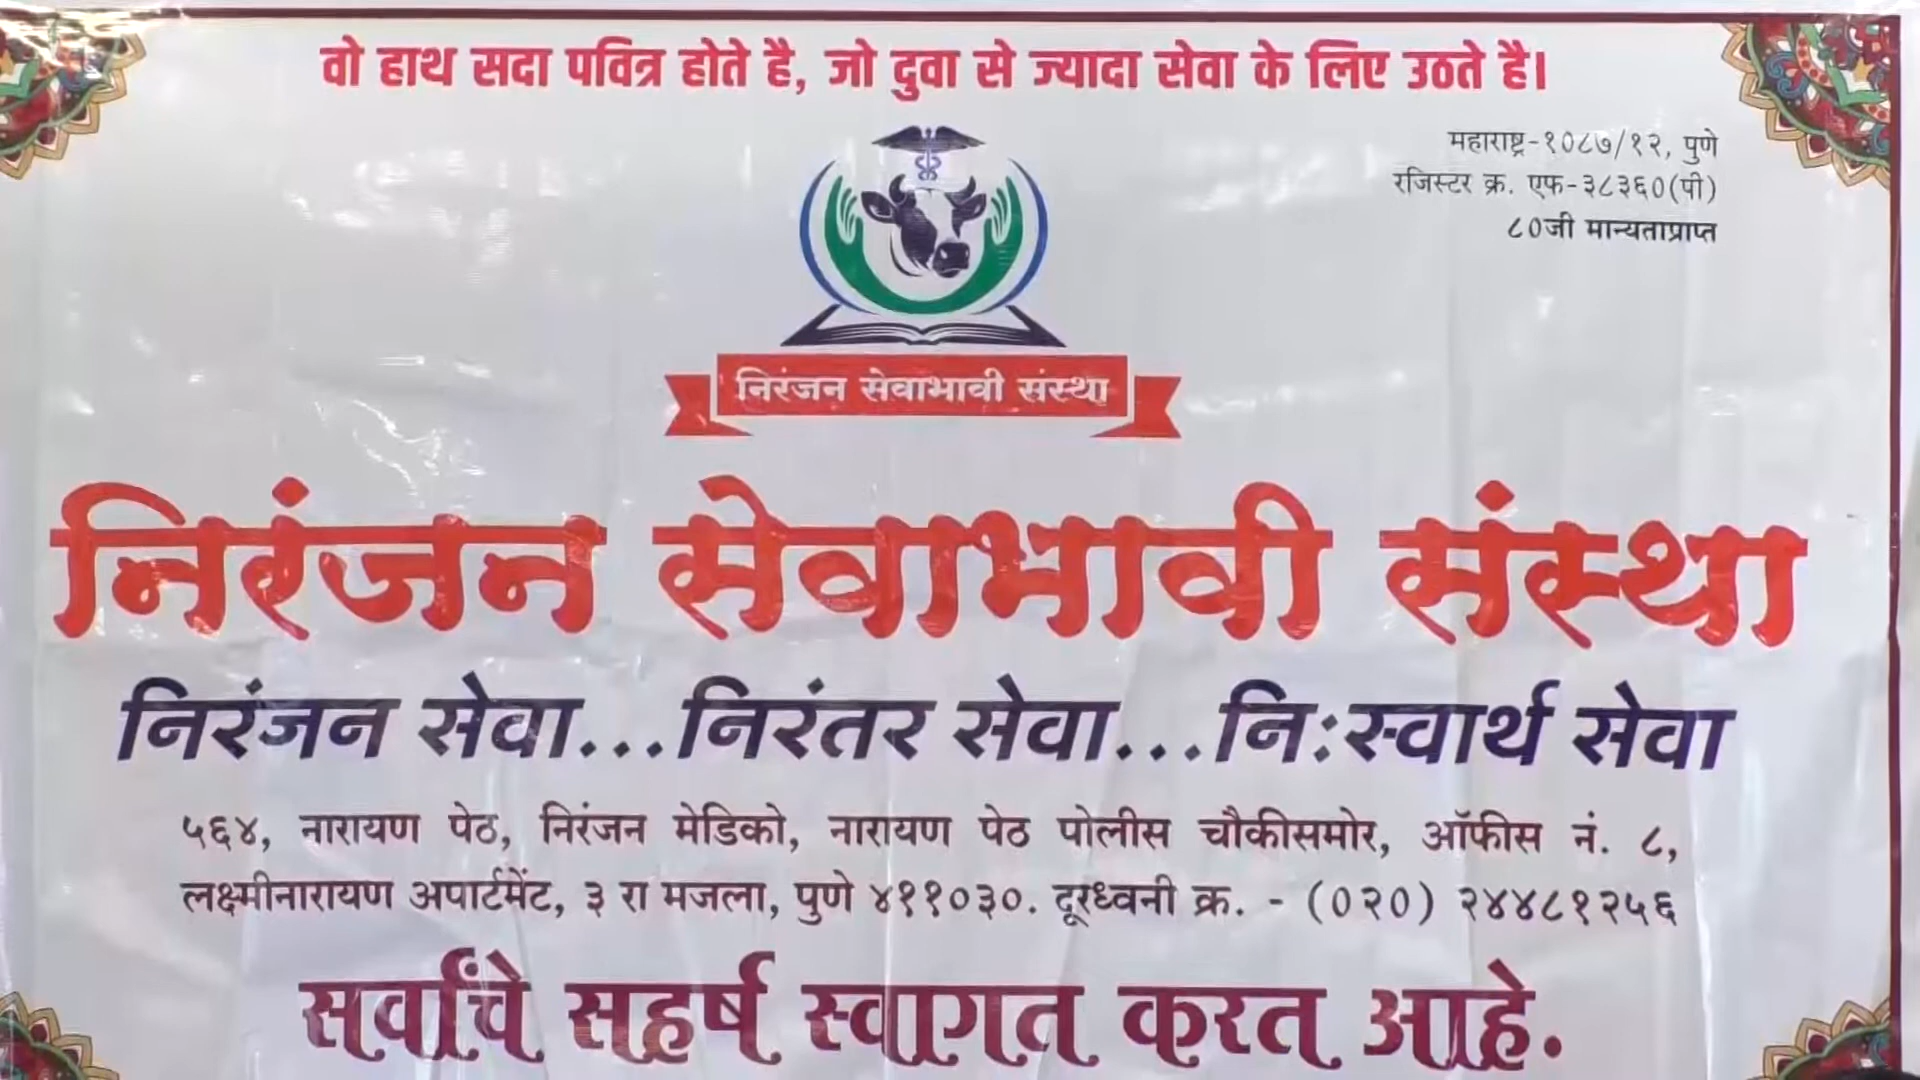 वो हाथ सदा पवित्र होते है, जो दुवा से ज्यादा सेवा के लिए उठते है।
महाराष्ट्र-१०८७/१२, पुणे
रजिस्टर क्र. एफ-३८३६०(पी)
८०जी मान्यताप्राप्त
निरंजन सेवाभावी संस्था
निरंजन सेवाभावी संस्था
निरंजन सेवा...निरंतर सेवा...नि:स्वार्थ सेवा
५६४, नारायण पेठ, निरंजन मेडिको, नारायण पेठ पोलीस चौकीसमोर, ऑफीस नं. ८,
लक्ष्मीनारायण अपार्टमेंट, ३ रा मजला, पुणे ४११०३०. दूरध्वनी क्र. - (०२०) २४४८१२५६
सर्वांचे सहर्ष स्वागत करत आहे.